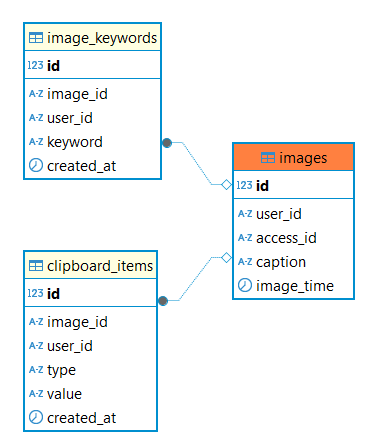 image_keywords
123 id
A-Z image_id
A-Z user_id
A-Z keyword
created_at
images
123 id
A-Z user_id
A-Z access_id
A-Z caption
image_time
clipboard_items
123 id
A-Z image_id
A-Z user_id
A-Z type
A-Z value
created_at